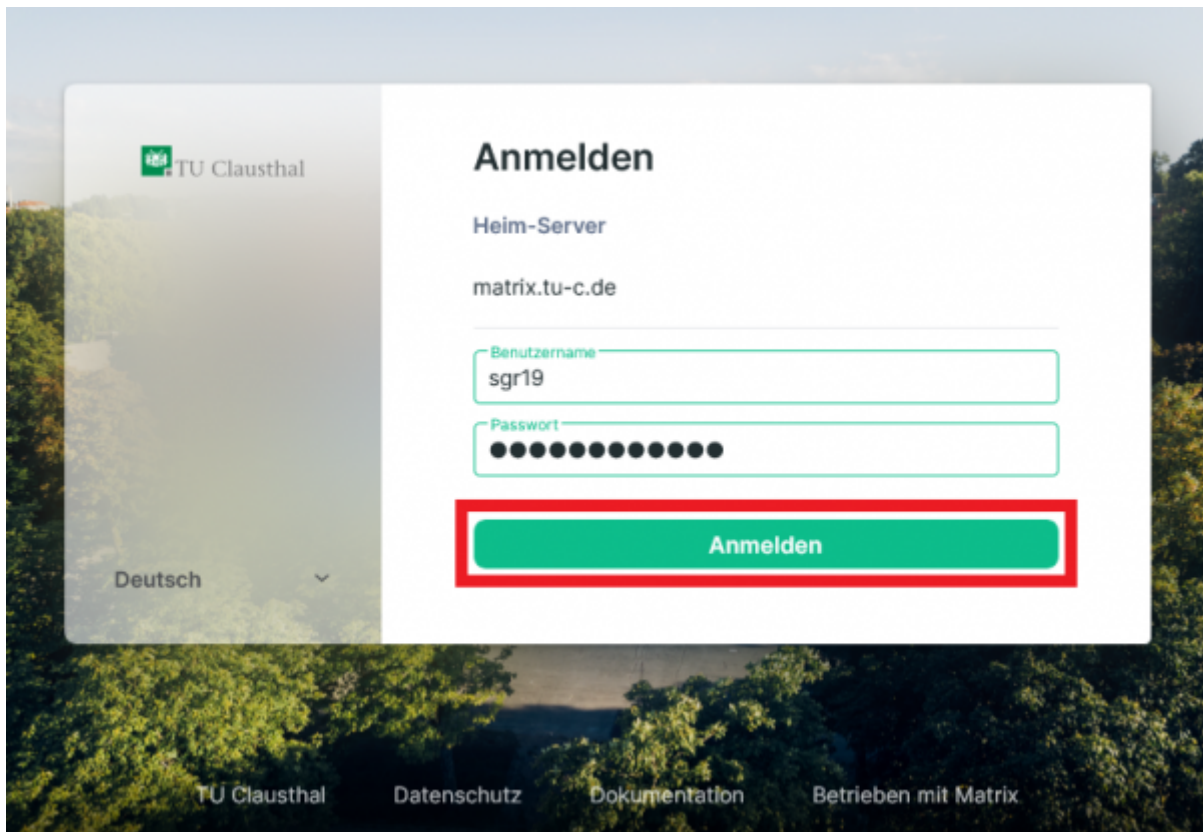 TU Clausthal
Anmelden
Heim-Server
matrix.tu-c.de
Benutzername
sgr19
Passwort
●●●●●●●●●●●●
Anmelden
Deutsch
TU Clausthal Datenschutz Dokumentation Betrieben mit Matrix